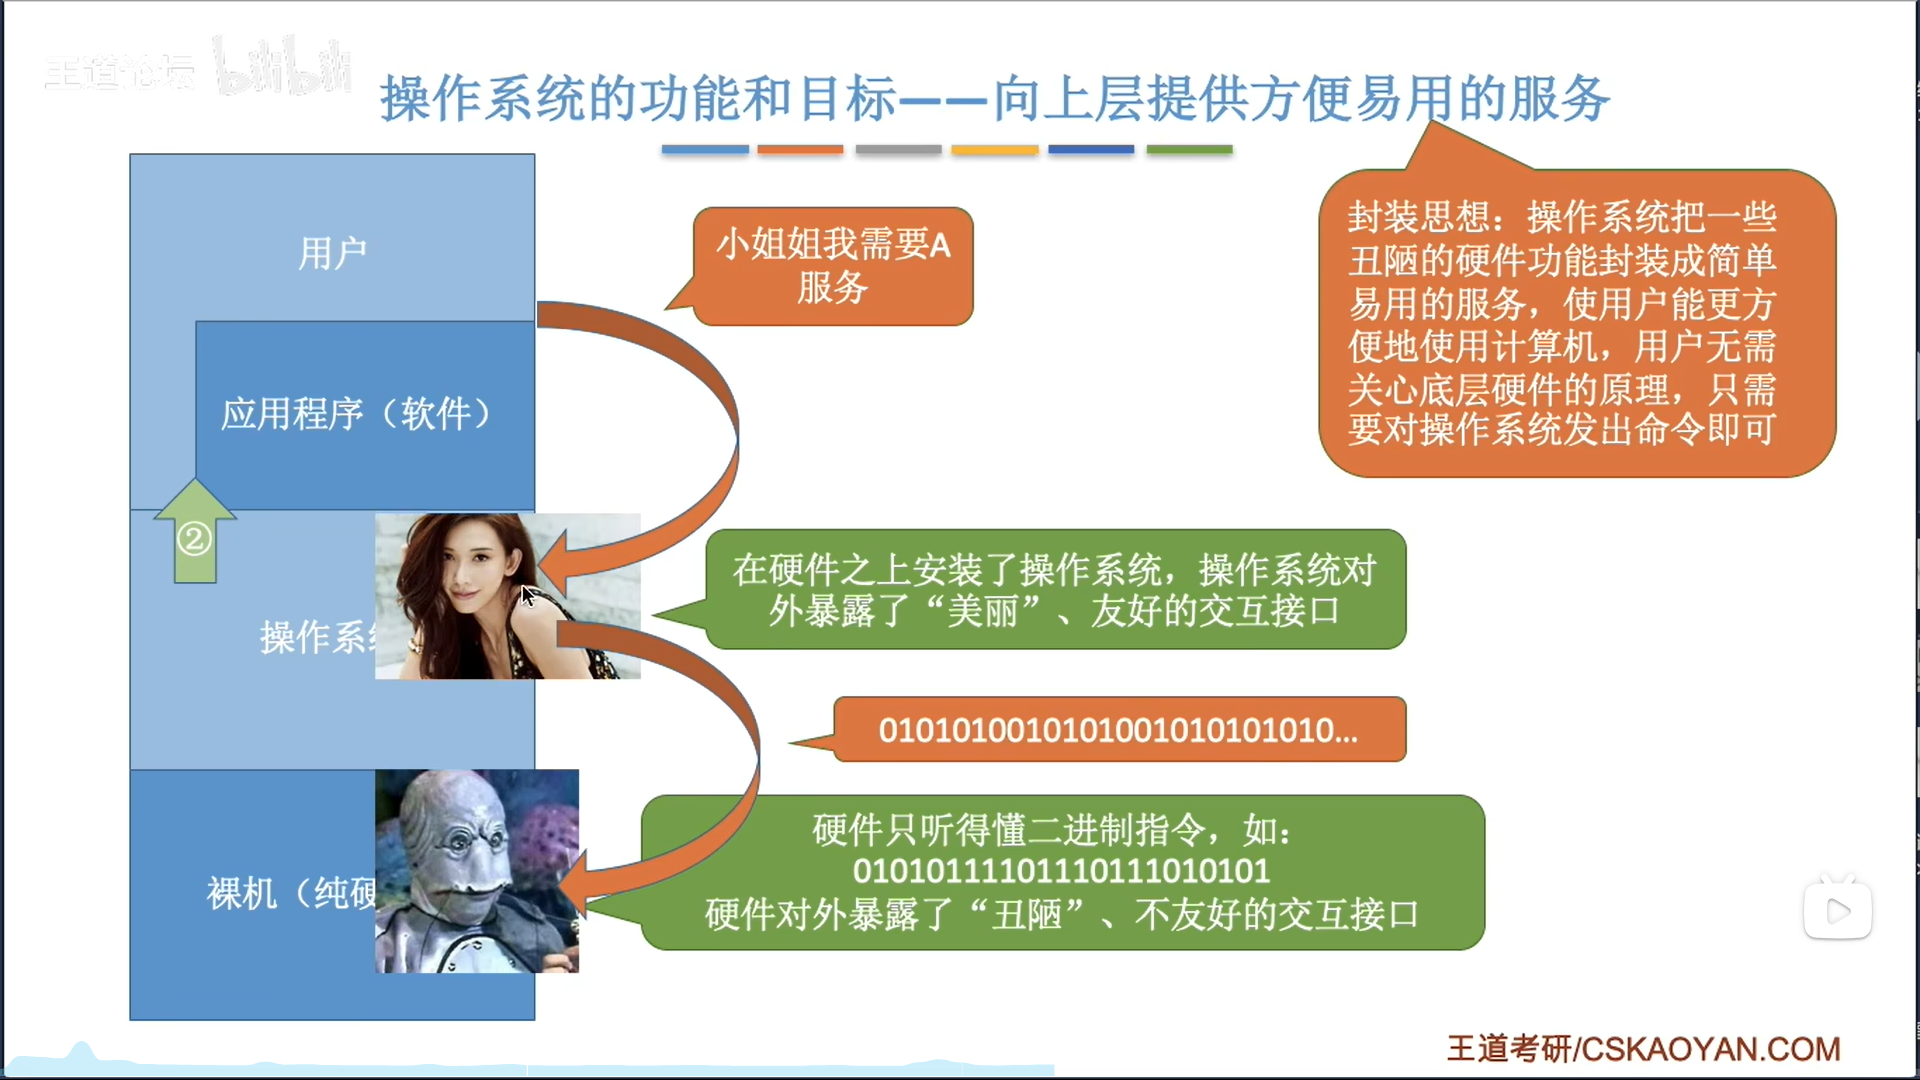 王道论坛 bilibili
操作系统的功能和目标——向上层提供方便易用的服务
用户
应用程序（软件）
②
操作系
裸机（纯硬
小姐姐我需要A
服务
封装思想：操作系统把一些
丑陋的硬件功能封装成简单
易用的服务，使用户能更方
便地使用计算机，用户无需
关心底层硬件的原理，只需
要对操作系统发出命令即可
在硬件之上安装了操作系统，操作系统对
外暴露了“美丽”、友好的交互接口
0101010010101001010101010...
硬件只听得懂二进制指令，如：
01010111101110111010101
硬件对外暴露了“丑陋”、不友好的交互接口
王道考研/CSKAOYAN.COM